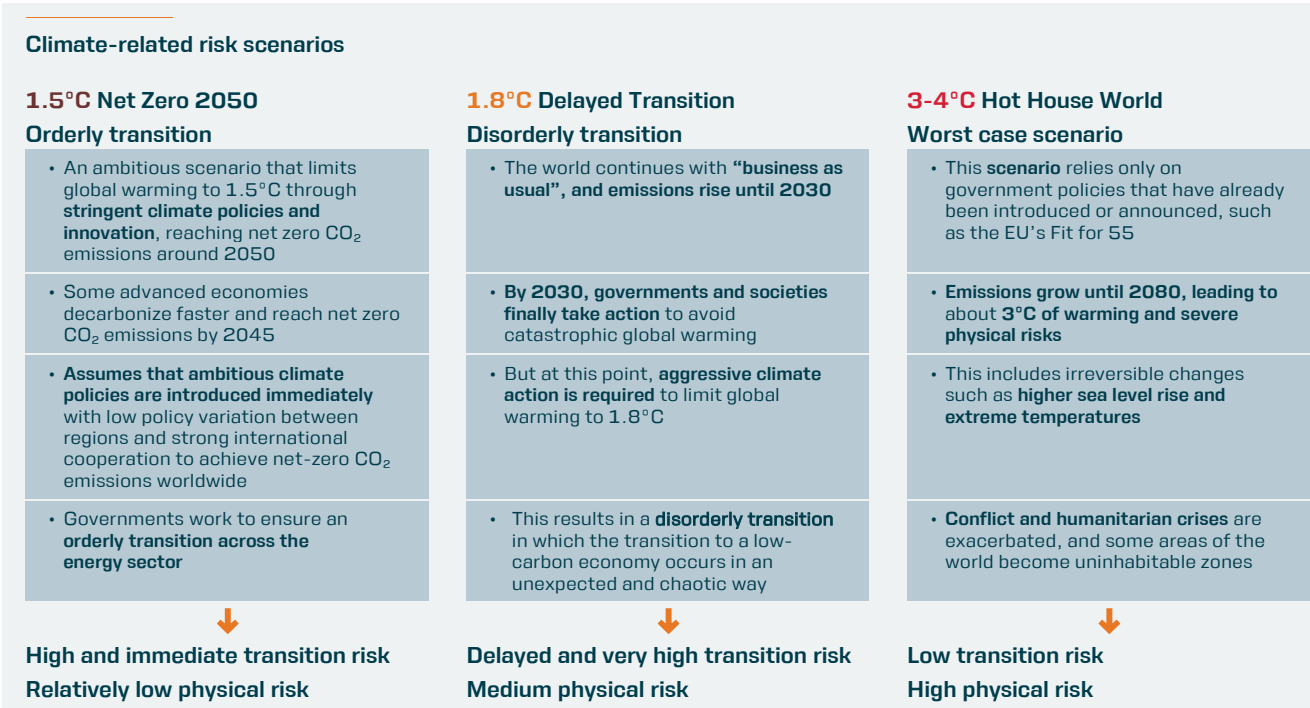 Climate-related risk scenarios
1.5°C Net Zero 2050
Orderly transition
• An ambitious scenario that limits
global warming to 1.5°C through
stringent climate policies and
innovation, reaching net zero CO₂
emissions around 2050
• Some advanced economies
decarbonize faster and reach net zero
CO₂ emissions by 2045
• Assumes that ambitious climate
policies are introduced immediately
with low policy variation between
regions and strong international
cooperation to achieve net-zero CO₂
emissions worldwide
• Governments work to ensure an
orderly transition across the
energy sector
High and immediate transition risk
Relatively low physical risk
1.8°C Delayed Transition
Disorderly transition
• The world continues with “business as
usual”, and emissions rise until 2030
• By 2030, governments and societies
finally take action to avoid
catastrophic global warming
• But at this point, aggressive climate
action is required to limit global
warming to 1.8°C
• This results in a disorderly transition
in which the transition to a low-
carbon economy occurs in an
unexpected and chaotic way
Delayed and very high transition risk
Medium physical risk
3-4°C Hot House World
Worst case scenario
• This scenario relies only on
government policies that have already
been introduced or announced, such
as the EU’s Fit for 55
• Emissions grow until 2080, leading to
about 3°C of warming and severe
physical risks
• This includes irreversible changes
such as higher sea level rise and
extreme temperatures
• Conflict and humanitarian crises are
exacerbated, and some areas of the
world become uninhabitable zones
Low transition risk
High physical risk